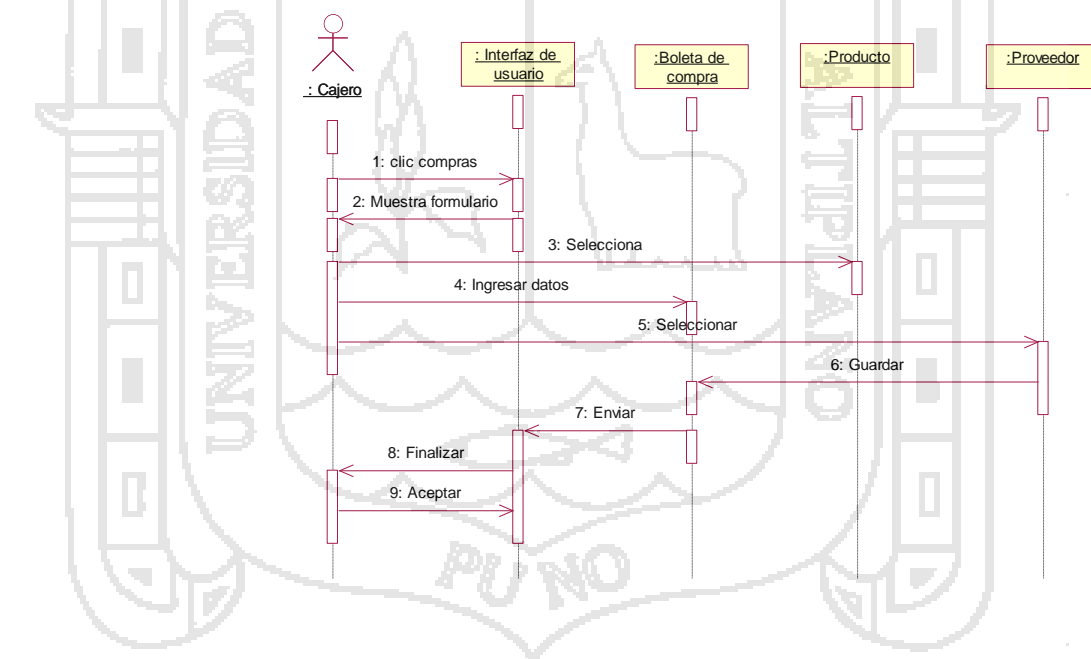 : Cajero
: Interfaz de
usuario
:Boleta de
compra
:Producto
:Proveedor
1: clic compras
2: Muestra formulario
3: Selecciona
4: Ingresar datos
5: Seleccionar
6: Guardar
7: Enviar
8: Finalizar
9: Aceptar
UNIVERSIDAD
NACIONAL
ALTIPLANO
PUNO